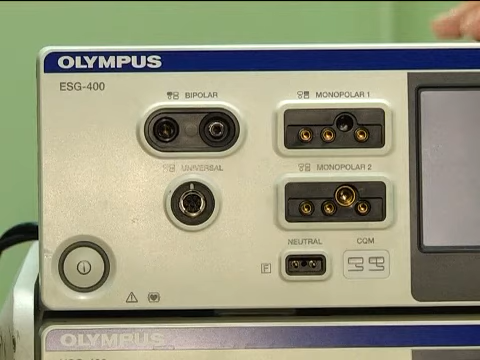 OLYMPUS
ESG-400
BIPOLAR
MONOPOLAR 1
UNIVERSAL
MONOPOLAR 2
NEUTRAL
CQM
F
OLYMPUS